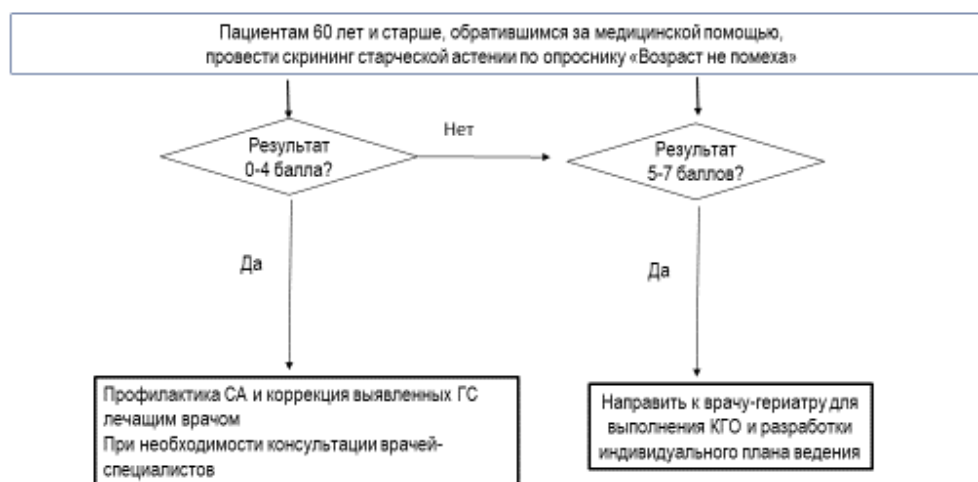 Пациентам 60 лет и старше, обратившимся за медицинской помощью,
провести скрининг старческой астении по опроснику «Возраст не помеха»
Результат
0-4 балла?
Нет
Результат
5-7 баллов?
Да
Да
Профилактика СА и коррекция выявленных ГС
лечащим врачом
При необходимости консультации врачей-
специалистов
Направить к врачу-гериатру для
выполнения КГО и разработки
индивидуального плана ведения